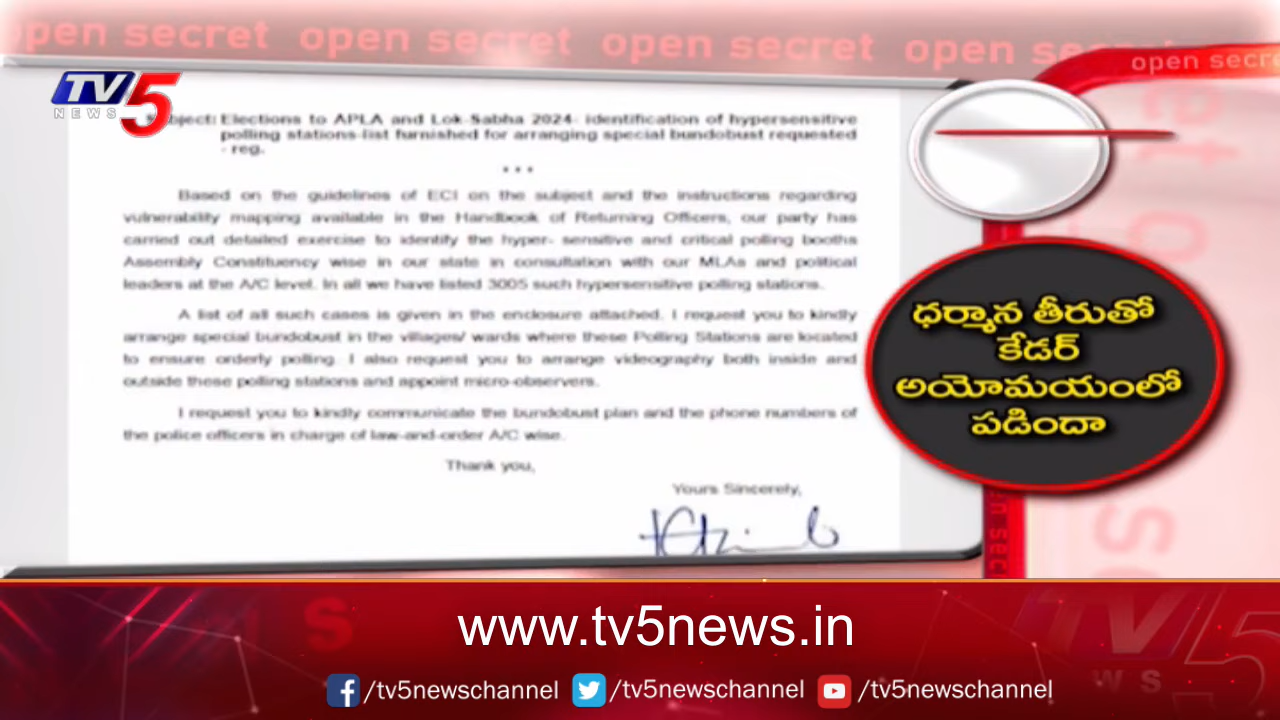 open secret open secret open secret open secret
open secre
TV5
NEWS
Subject: Elections to APLA and Lok-Sabha 2024- identification of hypersensitive
polling stations-list furnished for arranging special bundobust requested
- reg.
***
Based on the guidelines of ECI on the subject and the instructions regarding
vulnerability mapping available in the Handbook of Returning Officers, our party has
carried out detailed exercise to identify the hyper- sensitive and critical polling booths
Assembly Constituency wise in our state in consultation with our MLAs and political
leaders at the A/C level. In all we have listed 3005 such hypersensitive polling stations.
A list of all such cases is given in the enclosure attached. I request you to kindly
arrange special bundobust in the villages/ wards where these Polling Stations are located
to ensure orderly polling. I also request you to arrange videography both inside and
outside these polling stations and appoint micro-observers.
I request you to kindly communicate the bundobust plan and the phone numbers of
the police officers in charge of law-and-order A/C wise.
Thank you,
Yours Sincerely,
ధర్మాన తీరుతో
కేడర్
అయోమయంలో
పడిందా
www.tv5news.in
/tv5newschannel /tv5newschannel /tv5newschannel